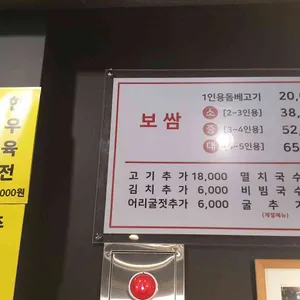 한
우
육
전
000원
보쌈
1인용돔베고기 20,0
소 [2~3인용] 38,
중 [3~4인용] 52
대 [4~5인용] 65
고기추가 18,000 멸치국수
김치추가 6,000 비빔국수
어리굴젓추가 6,000 굴추가
(계절메뉴)